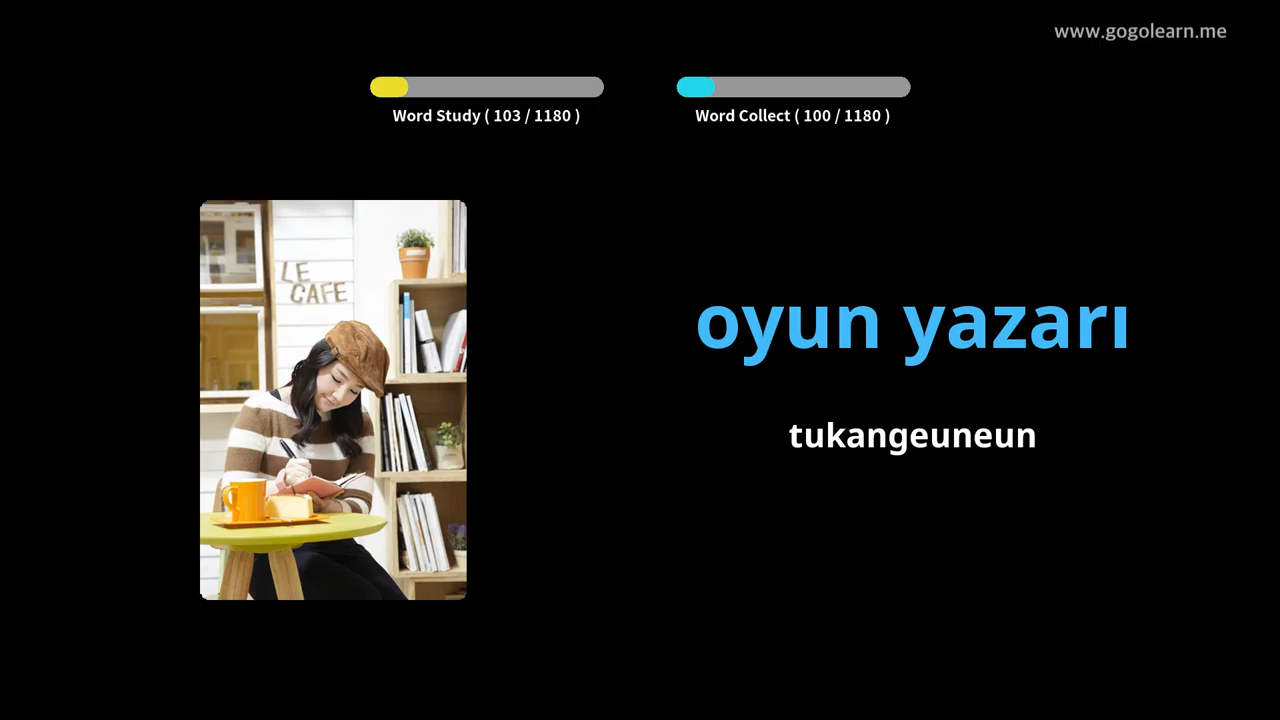 www.gogolearn.me
Word Study ( 103 / 1180 )
Word Collect ( 100 / 1180 )
LE
CAFE
oyun yazarı
tukangeuneun